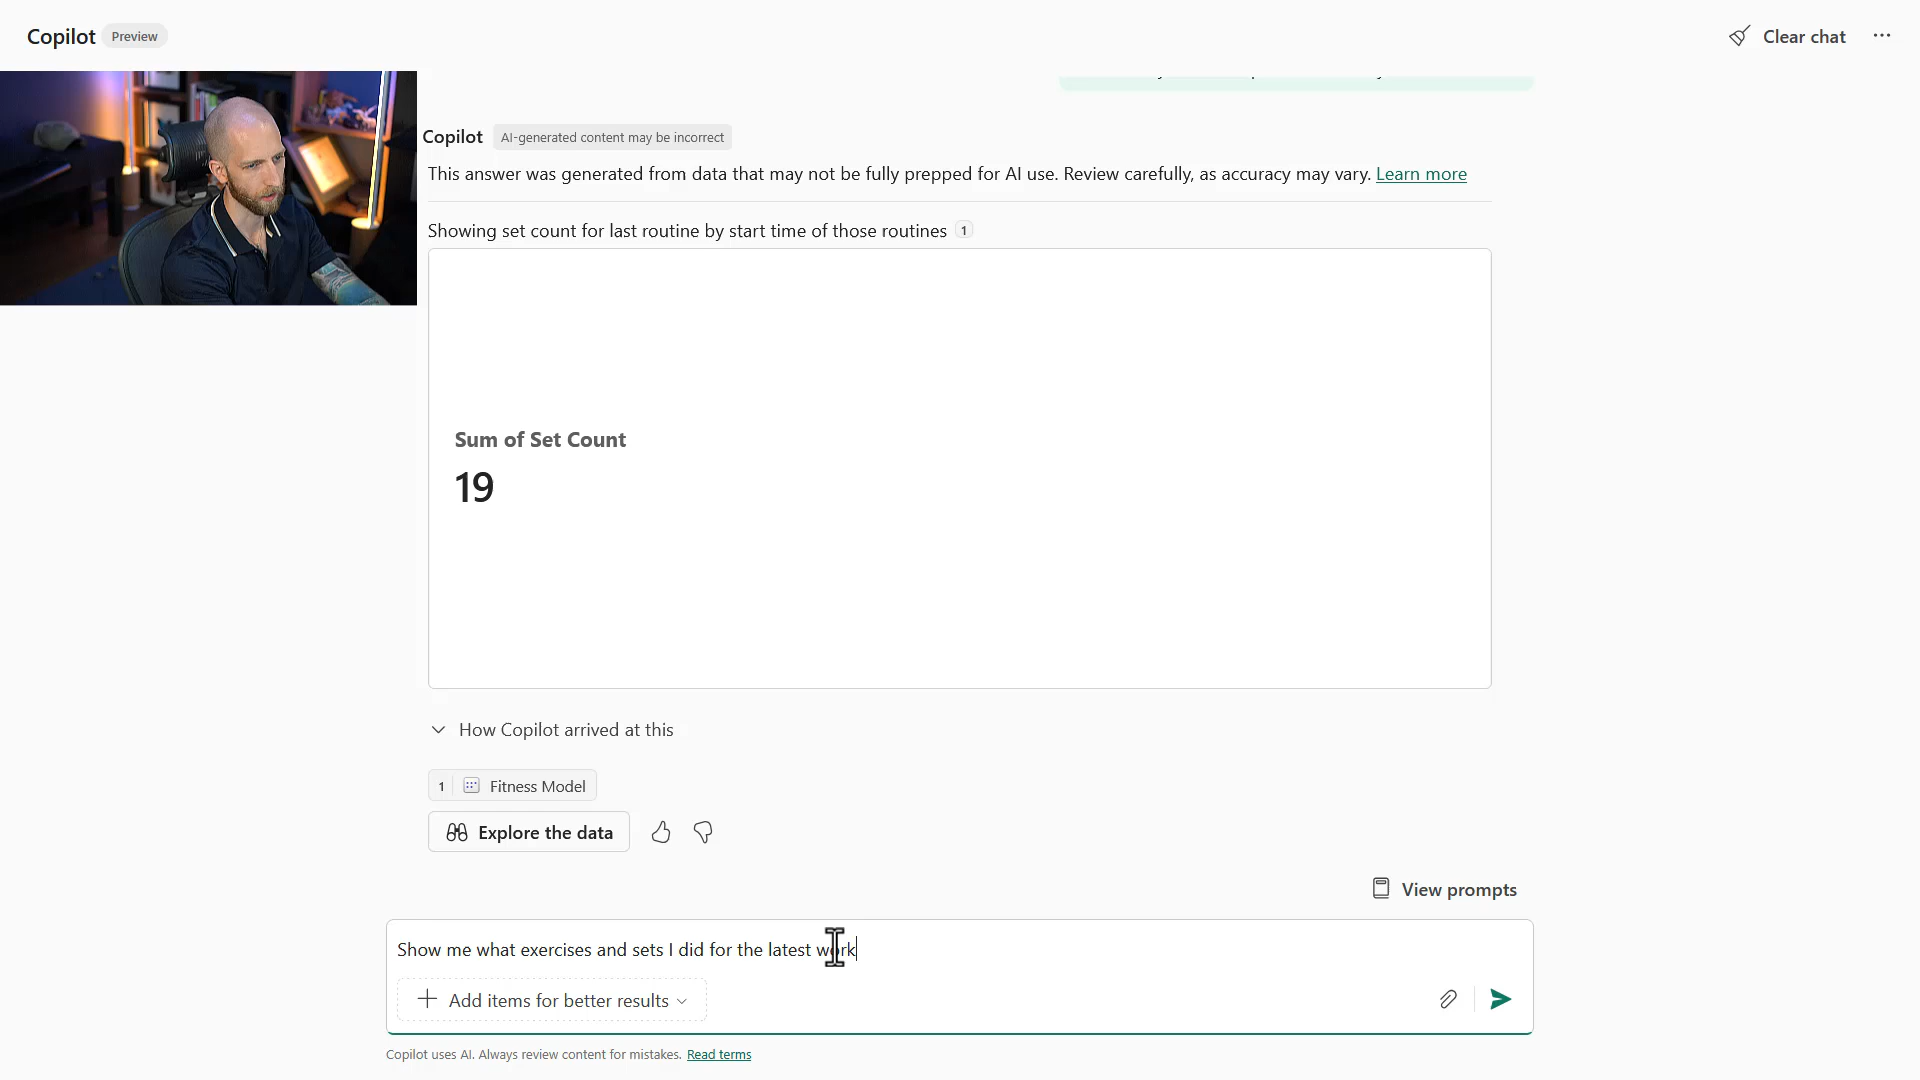 Copilot Preview
Clear chat
Copilot AI-generated content may be incorrect
This answer was generated from data that may not be fully prepped for AI use. Review carefully, as accuracy may vary. Learn more
Showing set count for last routine by start time of those routines 1
Sum of Set Count
19
How Copilot arrived at this
1 Fitness Model
Explore the data
View prompts
Show me what exercises and sets I did for the latest work
Add items for better results
Copilot uses AI. Always review content for mistakes. Read terms